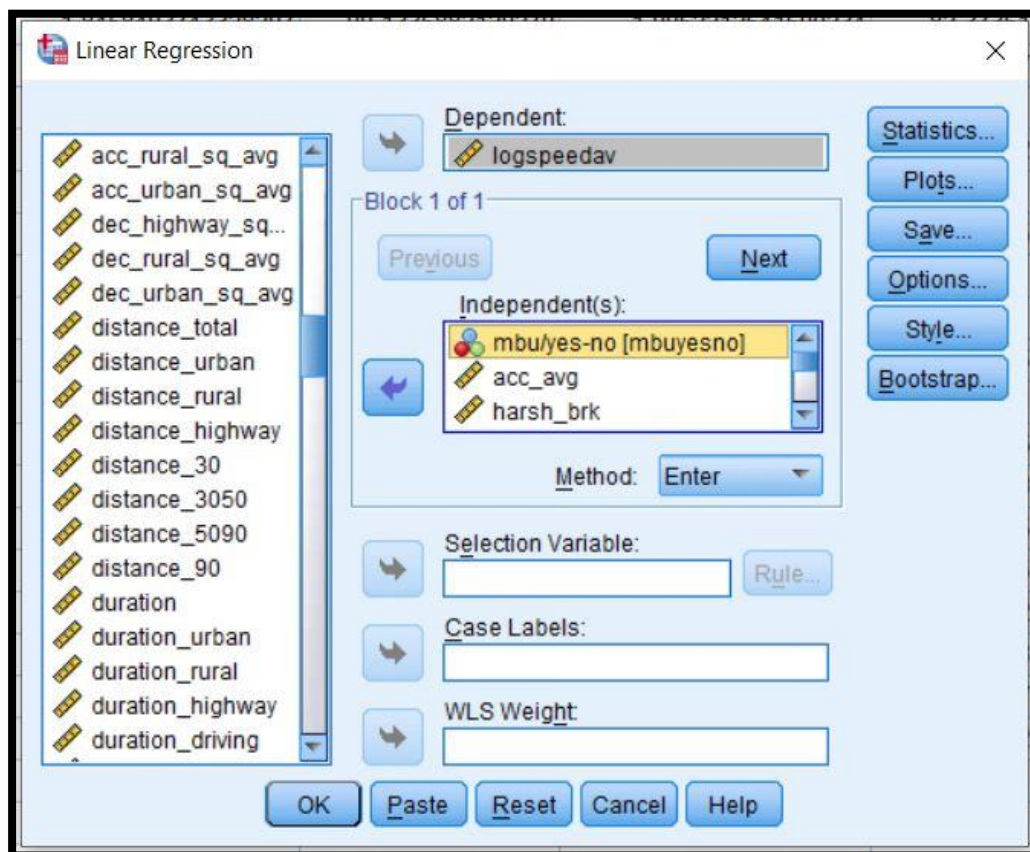 Linear Regression
acc_rural_sq_avg
acc_urban_sq_avg
dec_highway_sq...
dec_rural_sq_avg
dec_urban_sq_avg
distance_total
distance_urban
distance_rural
distance_highway
distance_30
distance_3050
distance_5090
distance_90
duration
duration_urban
duration_rural
duration_highway
duration_driving
Dependent:
logspeedav
Block 1 of 1
Previous
Next
Independent(s):
mbu/yes-no [mbuyesno]
acc_avg
harsh_brk
Method: Enter
Selection Variable:
Rule...
Case Labels:
WLS Weight:
Statistics...
Plots...
Save...
Options...
Style...
Bootstrap...
OK Paste Reset Cancel Help